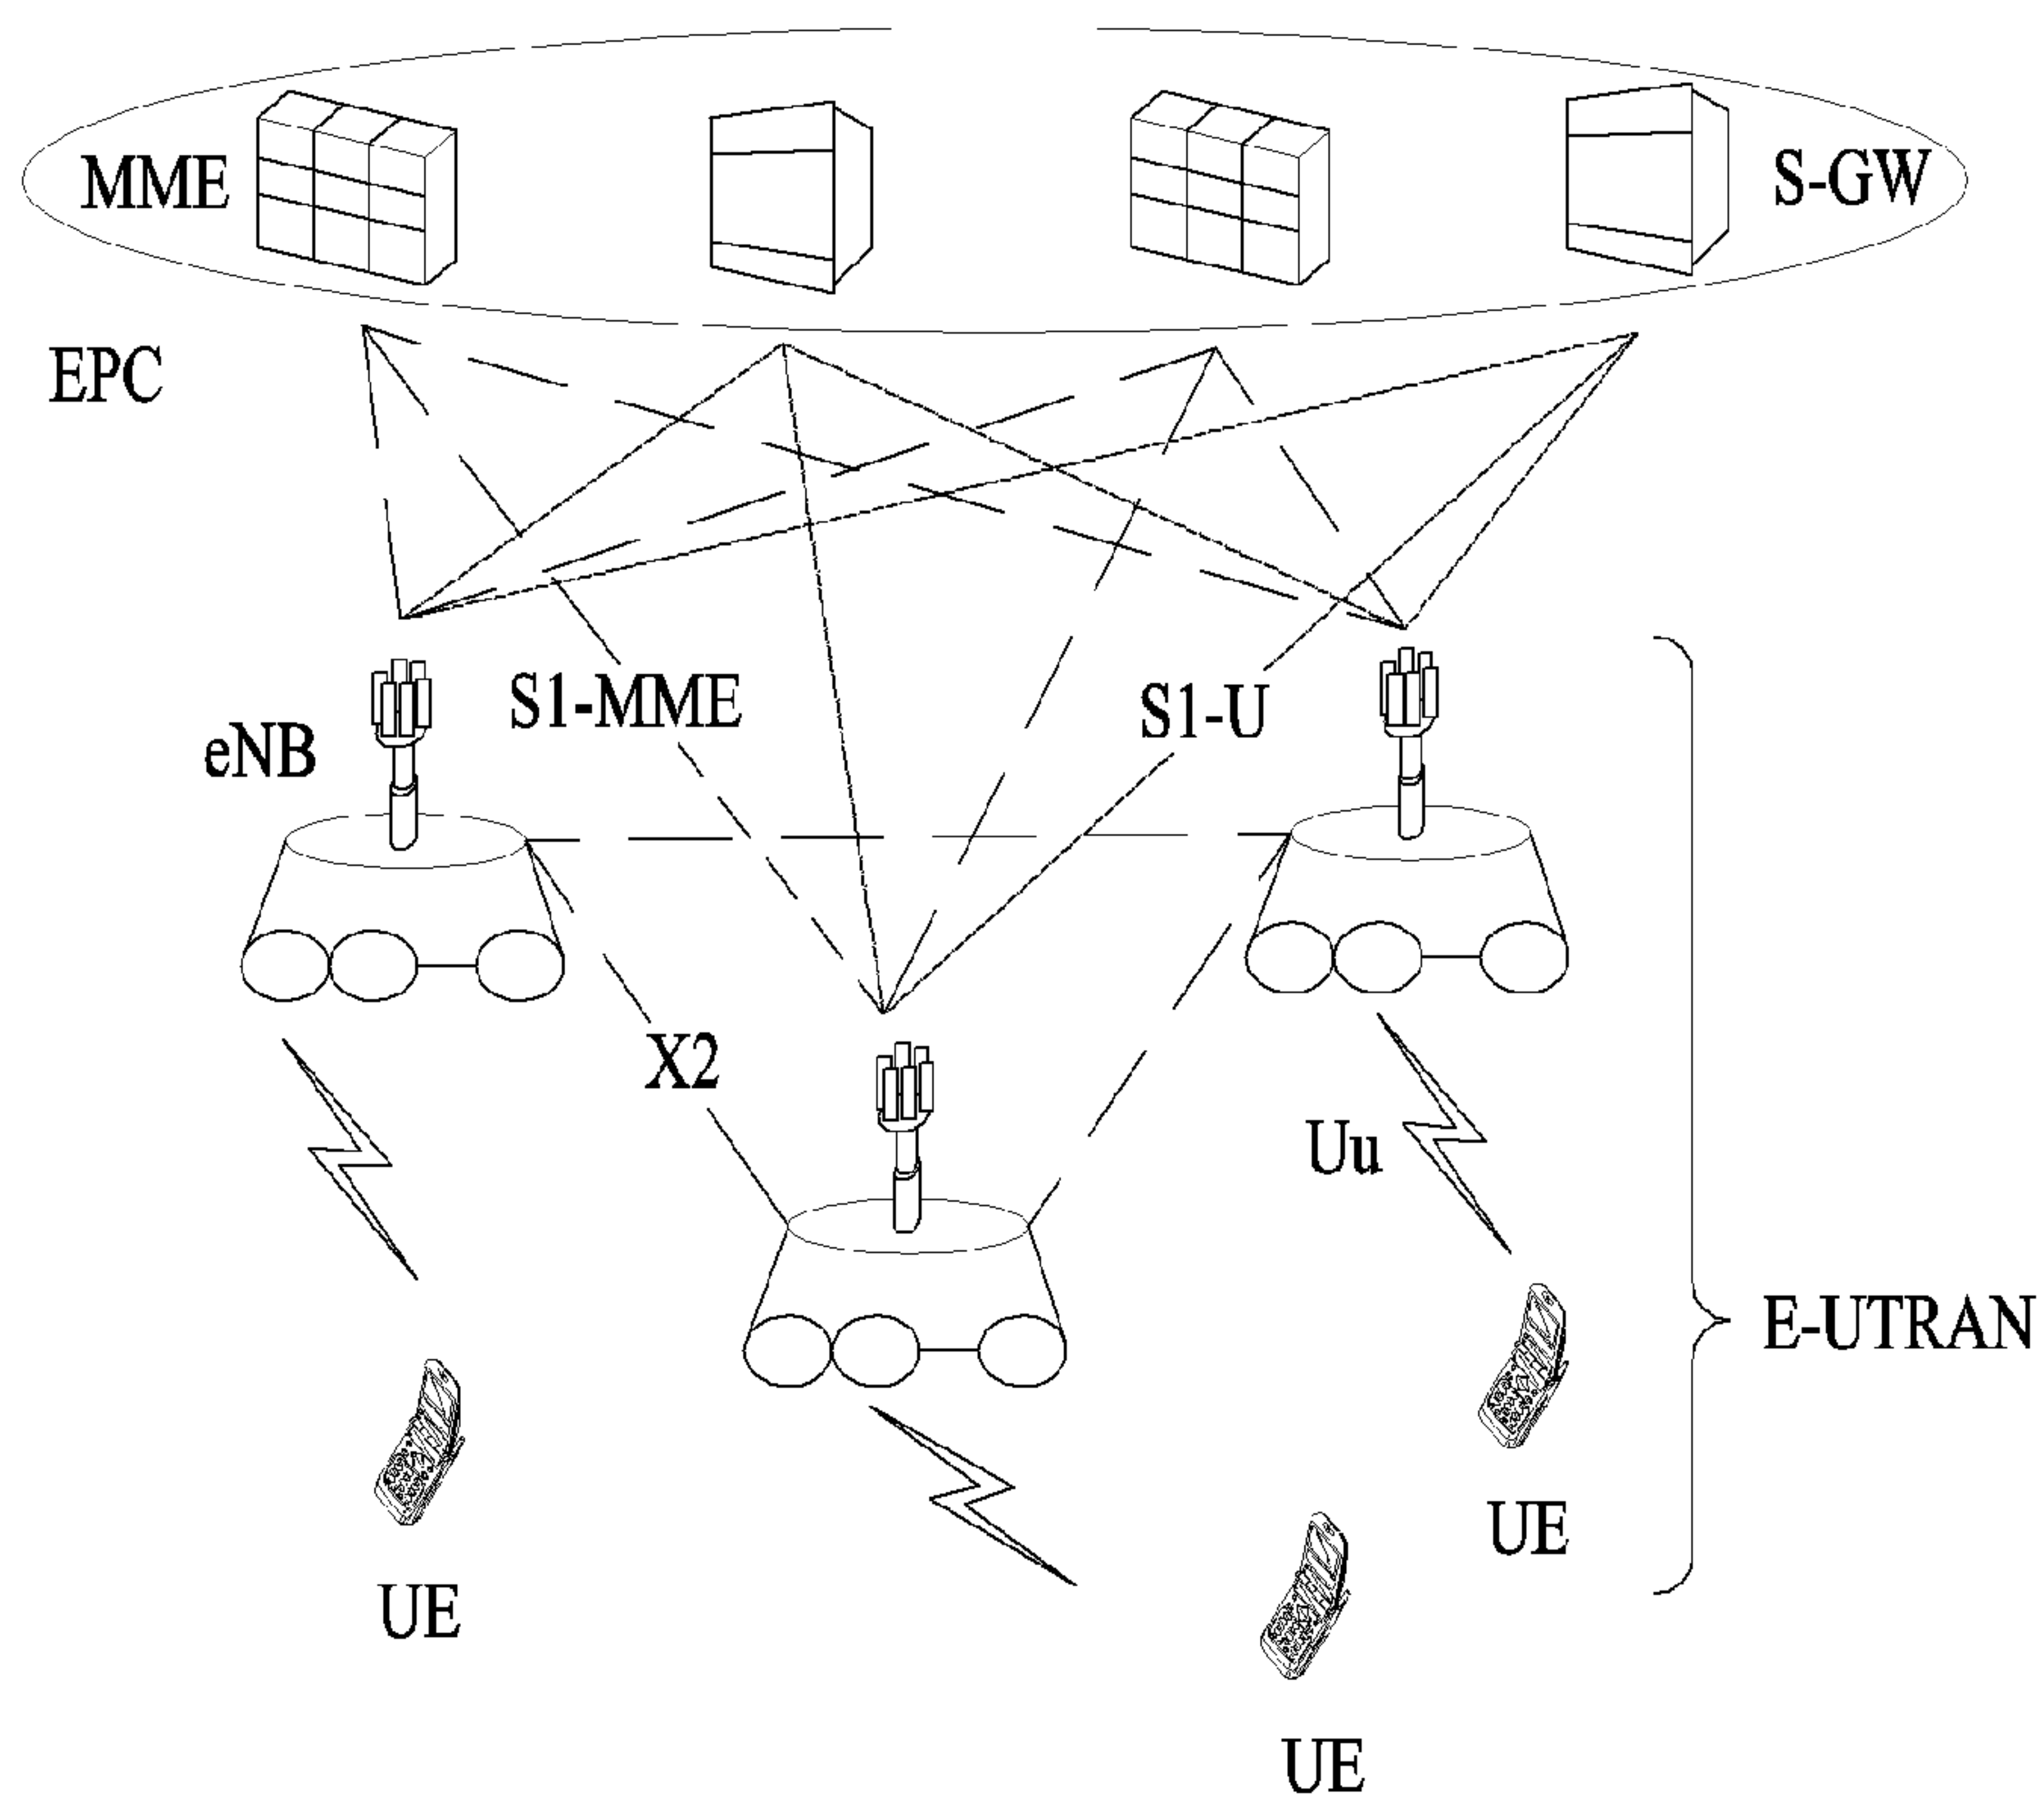 MME
S-GW
EPC
S1-MME
S1-U
eNB
X2
Uu
E-UTRAN
UE
UE
UE